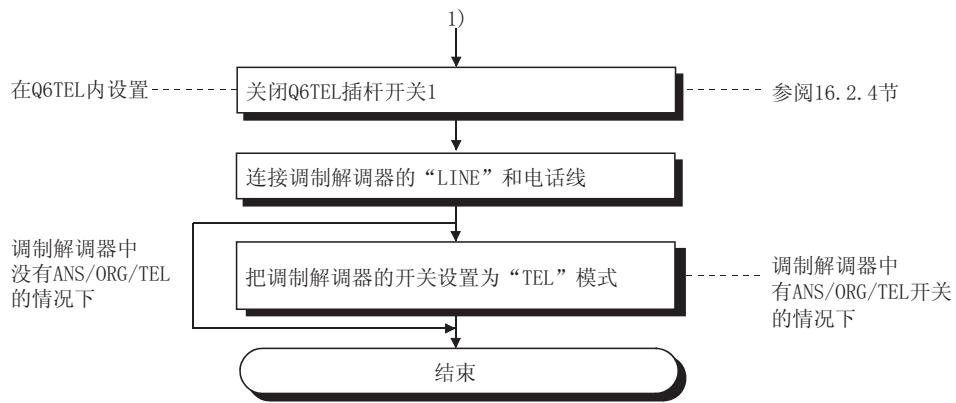 1)
在Q6TEL内设置
关闭Q6TEL插杆开关1
参阅16.2.4节
连接调制解调器的“LINE”和电话线
调制解调器中
没有ANS/ORG/TEL
的情况下
把调制解调器的开关设置为“TEL”模式
调制解调器中
有ANS/ORG/TEL开关
的情况下
结束